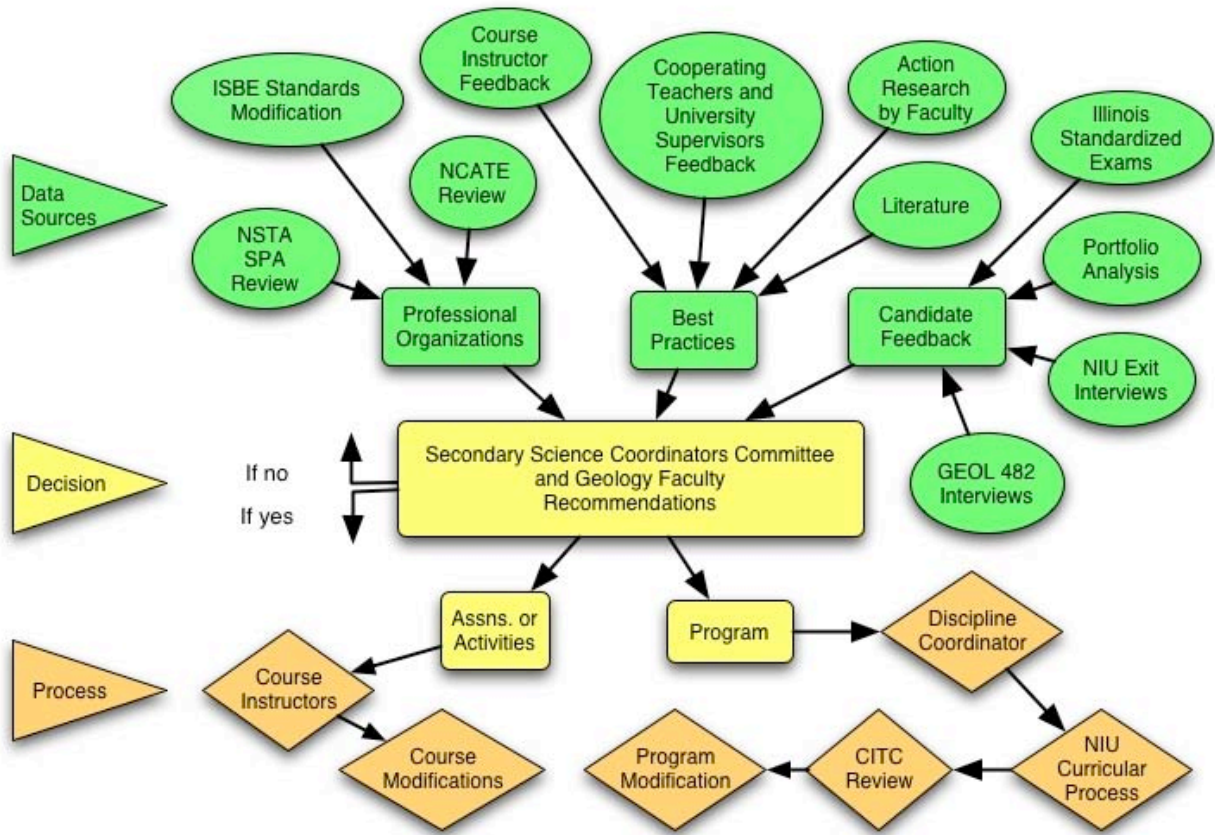 Course
Instructor
Feedback
ISBE Standards
Modification
Cooperating
Teachers and
University
Supervisors
Feedback
Action
Research
by Faculty
Illinois
Standardized
Exams
Data
Sources
NCATE
Review
Literature
NSTA
SPA
Review
Portfolio
Analysis
Professional
Organizations
Best
Practices
Candidate
Feedback
NIU Exit
Interviews
Decision
If no
If yes
Secondary Science Coordinators Committee
and Geology Faculty
Recommendations
GEOL 482
Interviews
Assns. or
Activities
Program
Discipline
Coordinator
Process
Course
Instructors
Course
Modifications
Program
Modification
CITC
Review
NIU
Curricular
Process